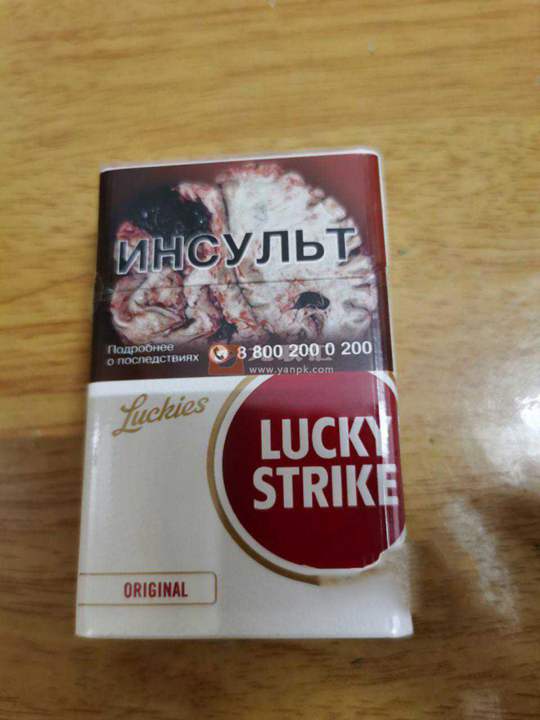 ИНСУЛЬТ
Подробнее
о последствиях
8 800 200 0 200
www.yanpk.com
Luckies
LUCKY
STRIKE
ORIGINAL